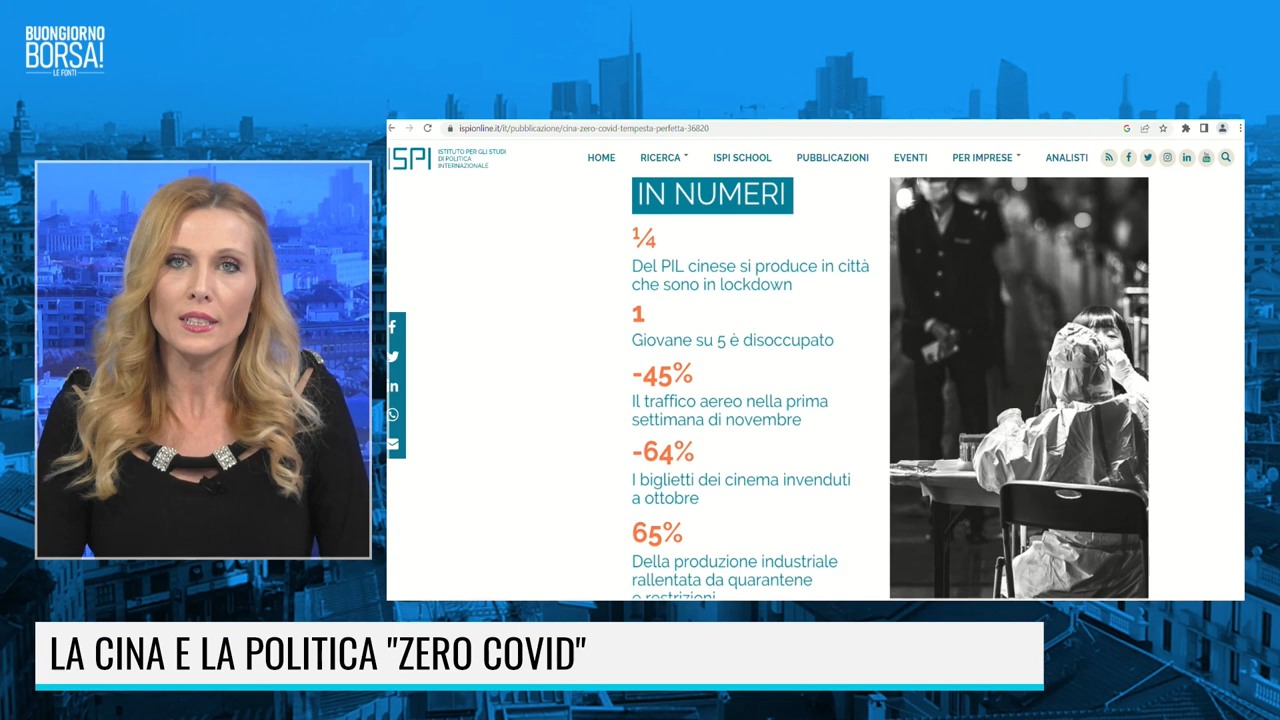 BUONGIORNO
BORSA!
LE FONTI
ispionline.it/it/pubblicazione/cina-zero-covid-tempesta-perfetta-36820
ISPI
ISTITUTO PER GLI STUDI
DI POLITICA
INTERNAZIONALE
HOME RICERCA ISPI SCHOOL PUBBLICAZIONI EVENTI PER IMPRESE ANALISTI
IN NUMERI
¼
Del PIL cinese si produce in città
che sono in lockdown
1
Giovane su 5 è disoccupato
-45%
Il traffico aereo nella prima
settimana di novembre
-64%
I biglietti dei cinema invenduti
a ottobre
65%
Della produzione industriale
rallentata da quarantene
e restrizioni
LA CINA E LA POLITICA "ZERO COVID"